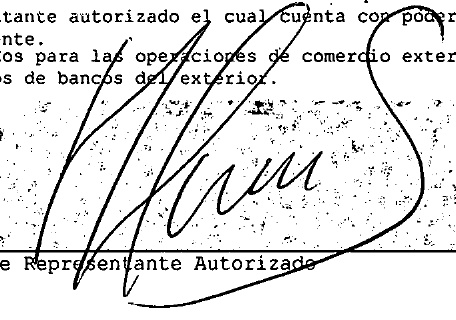 tante autorizado el cual cuenta con poder
nte.
os para las operaciones de comercio exter
os de bancos del exterior.
e Representante Autorizado